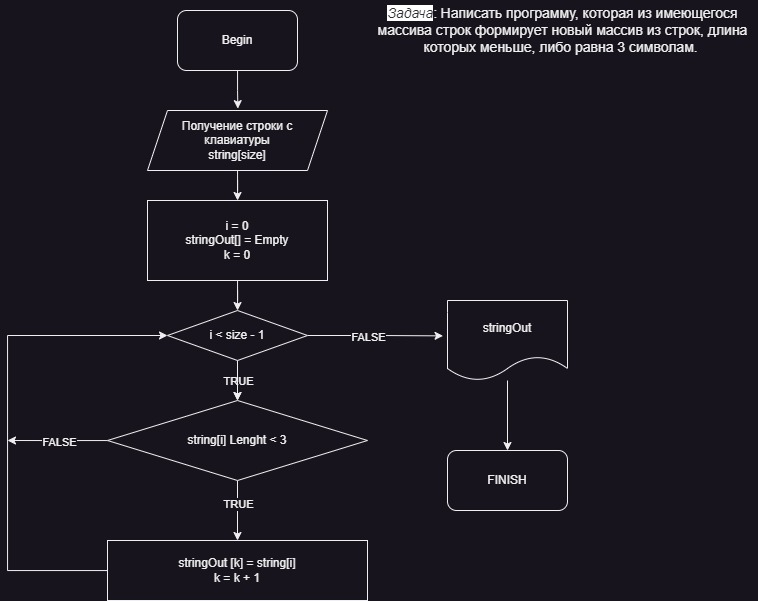 Задача: Написать программу, которая из имеющегося
массива строк формирует новый массив из строк, длина
которых меньше, либо равна 3 символам.
Begin
Получение строки с
клавиатуры
string[size]
i = 0
stringOut[] = Empty
k = 0
i < size - 1
FALSE
stringOut
TRUE
string[i] Lenght < 3
FALSE
FINISH
TRUE
stringOut [k] = string[i]
k = k + 1